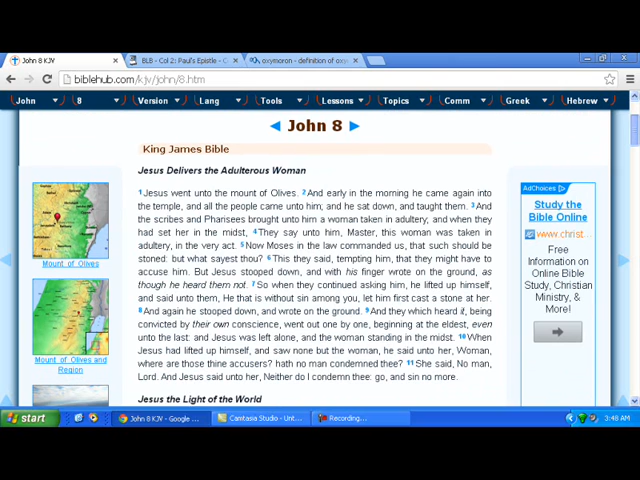 John 8 KJV
BLB - Col 2: Paul's Epistle - C
oxymoron - definition of oxy
biblehub.com/kjv/john/8.htm
John 8 Version Lang Tools Lessons Topics Comm Greek Hebrew
John 8
King James Bible
Jesus Delivers the Adulterous Woman
1Jesus went unto the mount of Olives. 2And early in the morning he came again into
the temple, and all the people came unto him; and he sat down, and taught them. 3And
the scribes and Pharisees brought unto him a woman taken in adultery; and when they
had set her in the midst, 4They say unto him, Master, this woman was taken in
adultery, in the very act. 5Now Moses in the law commanded us, that such should be
stoned: but what sayest thou? 6This they said, tempting him, that they might have to
accuse him. But Jesus stooped down, and with his finger wrote on the ground, as
though he heard them not. 7So when they continued asking him, he lifted up himself,
and said unto them, He that is without sin among you, let him first cast a stone at her.
8And again he stooped down, and wrote on the ground. 9And they which heard it, being
convicted by their own conscience, went out one by one, beginning at the eldest, even
unto the last: and Jesus was left alone, and the woman standing in the midst. 10When
Jesus had lifted up himself, and saw none but the woman, he said unto her, Woman,
where are those thine accusers? hath no man condemned thee? 11She said, No man,
Lord. And Jesus said unto her, Neither do I condemn thee: go, and sin no more.
Jesus the Light of the World
Mount of Olives
Mount of Olives and
Region
AdChoices
Study the
Bible Online
www.christ...
Free
Information on
Online Bible
Study, Christian
Ministry, &
More!
start
John 8 KJV - Google ...
Camtasia Studio - Unt...
Recording...
3:48 AM